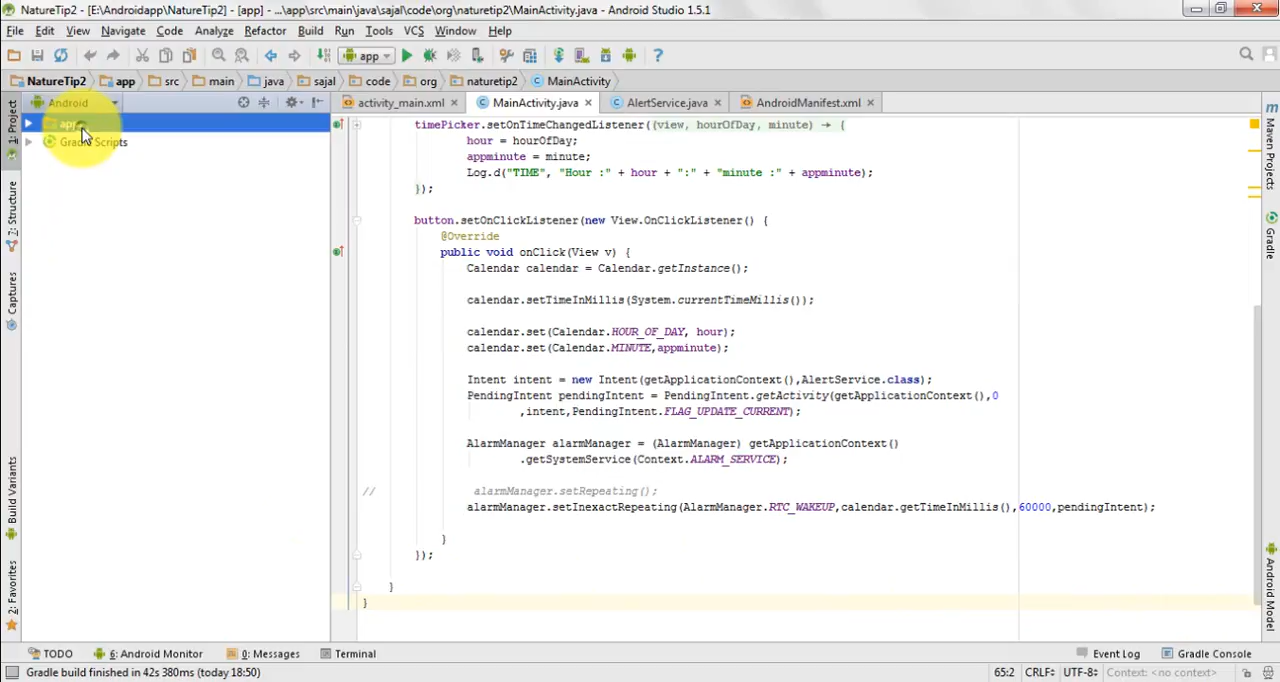 NatureTip2 - [E:\Androidapp\NatureTip2] - [app] - ...\app\src\main\java\sajal\code\org\naturetip2\MainActivity.java - Android Studio 1.5.1
File Edit View Navigate Code Analyze Refactor Build Run Tools VCS Window Help
app
NatureTip2 app src main java sajal code org naturetip2 MainActivity
Android
activity_main.xml MainActivity.java AlertService.java AndroidManifest.xml
app
Gradle Scripts
1: Project
2: Structure
Captures
Build Variants
2: Favorites
timePicker.setOnTimeChangedListener((view, hourOfDay, minute) → {
hour = hourOfDay;
appminute = minute;
Log.d("TIME", "Hour :" + hour + ":" + "minute :" + appminute);
});
button.setOnClickListener(new View.OnClickListener() {
@Override
public void onClick(View v) {
Calendar calendar = Calendar.getInstance();
calendar.setTimeInMillis(System.currentTimeMillis());
calendar.set(Calendar.HOUR_OF_DAY, hour);
calendar.set(Calendar.MINUTE,appminute);
Intent intent = new Intent(getApplicationContext(),AlertService.class);
PendingIntent pendingIntent = PendingIntent.getActivity(getApplicationContext(),0
,intent,PendingIntent.FLAG_UPDATE_CURRENT);
AlarmManager alarmManager = (AlarmManager) getApplicationContext()
.getSystemService(Context.ALARM_SERVICE);
// alarmManager.setRepeating();
alarmManager.setInexactRepeating(AlarmManager.RTC_WAKEUP,calendar.getTimeInMillis(),60000,pendingIntent);
}
});
}
}
Maven Projects
Gradle
Android Model
TODO 6: Android Monitor 0: Messages Terminal Event Log Gradle Console
Gradle build finished in 42s 380ms (today 18:50) 65:2 CRLF UTF-8 Context: <no context>